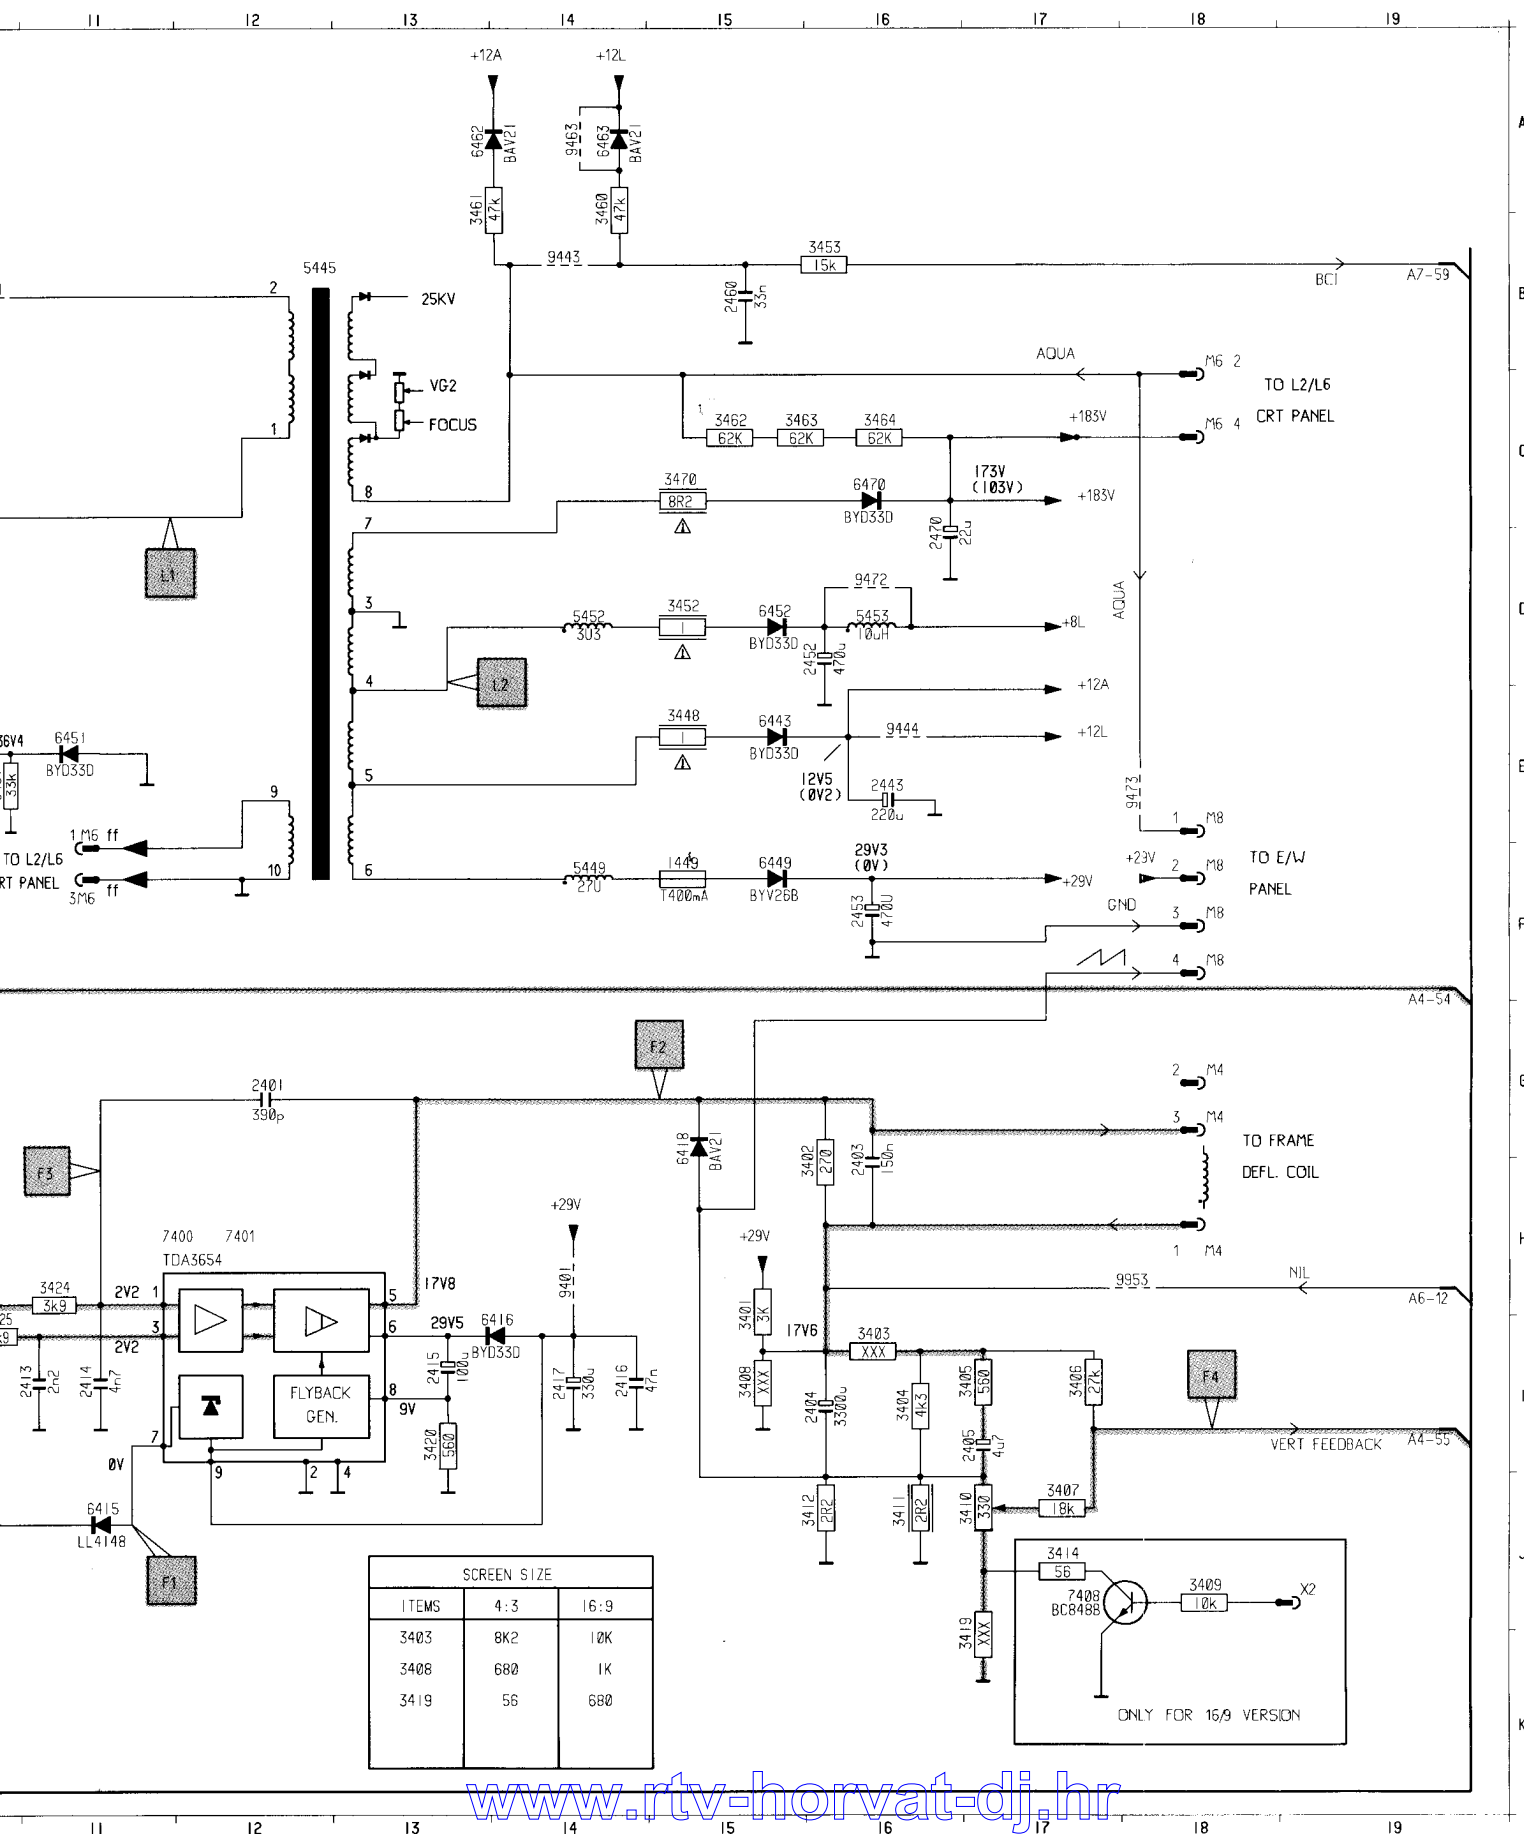 11 12 13 14 15 16 17 18 19
+12A +12L
A
6462 BAV21
9463
6463 BAV21
3461 47k
3460 47k
9443
3453
15k
BCI
A7-59
5445
2
25KV
2460 33n
B
AQUA
M6 2
VG2
TO L2/L6
FOCUS
CRT PANEL
1
3462 3463 3464
62K 62K 62K
+183V
M6 4
C
8
3470
8R2
6470
BYD33D
173V
(103V)
+183V
7
2470 22u
L1
9472
AQUA
D
3
5452
3U3
3452
1
6452
BYD33D
5453
10uH
+8L
2452 470u
4
L2
+12A
3448
1
6443
BYD33D
9444
+12L
36V4
6451
BYD33D
33k
E
5
12V5
(0V2)
2443
220u
9473
9
1 M6 ff
1 M8
TO L2/L6
RT PANEL
3M6 ff
10
6
5449
27U
1449
T400mA
6449
BYV26B
29V3
(0V)
+29V
+29V
2 M8
TO E/W
PANEL
2453 470U
GND
3 M8
F
4 M8
A4-54
F2
2 M4
G
2401
390p
3 M4
TO FRAME
DEFL. COIL
F3
6418 BAV21
3402 270
2403 150n
+29V
+29V
1 M4
H
7400 7401
TDA3654
17V8
9401
9953
NIL
A6-12
3424
3k9
2V2
1
5
3401 3K
25
k9
3
2V2
6
29V5
6416
BYD33D
17V6
3403
XXX
2413 2n2
2414 4n7
FLYBACK
GEN.
8
9V
2415 100u
2417 330u
2416 47n
3408 XXX
2404 3300u
3404 4k3
3405 560
3406 27k
F4
I
3420 560
2405 4u7
VERT FEEDBACK
A4-55
7
0V
9
2
4
6415
LL4148
3412 2R2
3411 2R2
3410 330
3407
18k
F1
J
3414
56
7408
BC848B
3409
10k
X2
3419 XXX
SCREEN SIZE
ITEMS 4:3 16:9
3403 8K2 10K
3408 680 1K
3419 56 680
ONLY FOR 16/9 VERSION
K
www.rtv-horvat-dj.hr
11 12 13 14 15 16 17 18 19